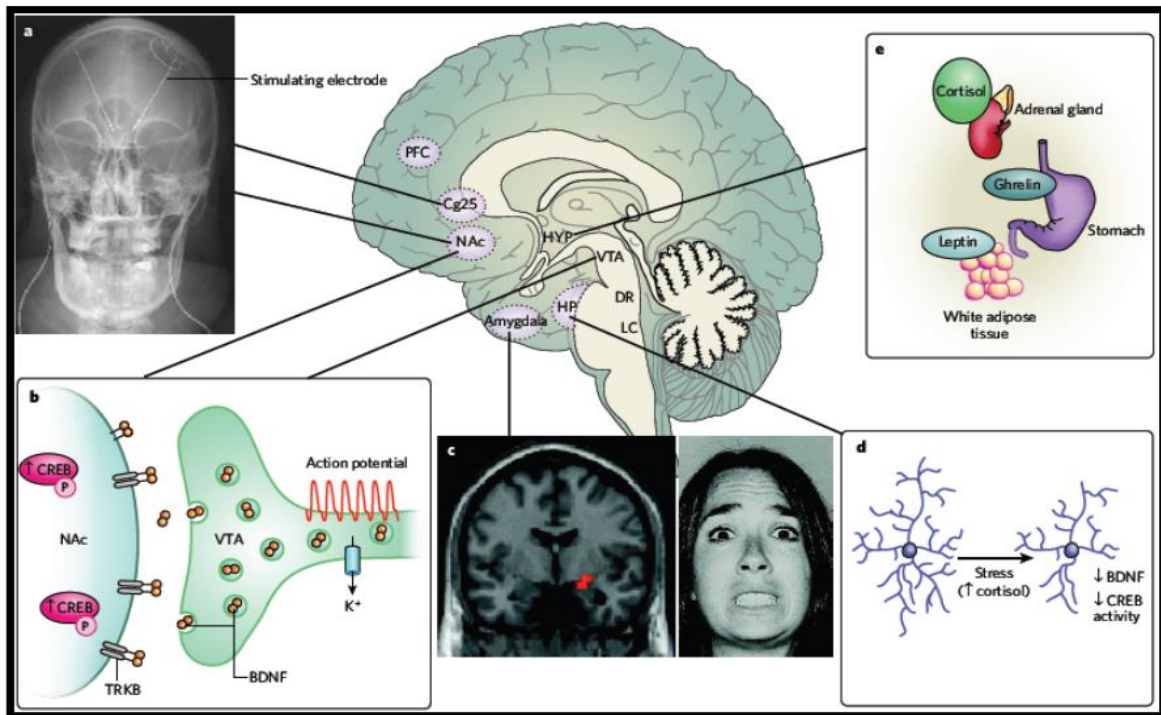 a
Stimulating electrode
PFC
Cg25
NAc
HYP
VTA
DR
LC
HP
Amygdala
e
Cortisol
Adrenal gland
Ghrelin
Stomach
Leptin
White adipose
tissue
b
↑ CREB
P
NAc
↑ CREB
P
TRKB
VTA
BDNF
Action potential
K+
c
d
Stress
(↑ cortisol)
↓ BDNF
↓ CREB
activity